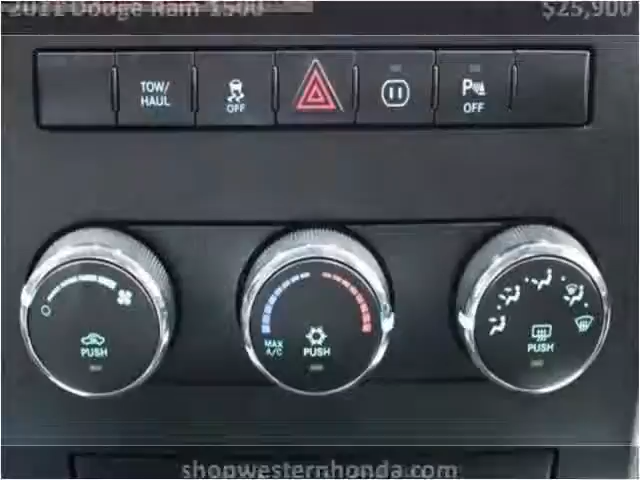 2011 Dodge Ram 1500 $25,900
TOW/
HAUL
OFF
P
OFF
MAX
A/C
PUSH
PUSH
PUSH
shopwesternhonda.com